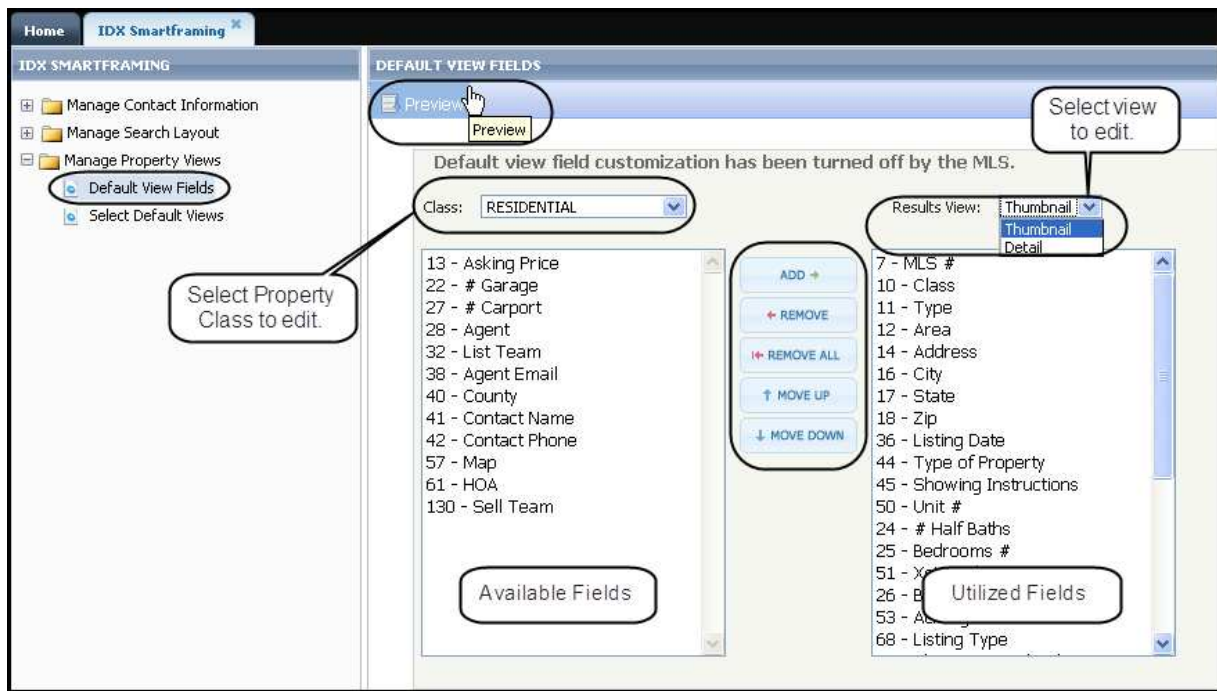 Home
IDX Smartframing
IDX SMARTFRAMING
Manage Contact Information
Manage Search Layout
Manage Property Views
Default View Fields
Select Default Views
DEFAULT VIEW FIELDS
Preview
Preview
Select view
to edit.
Default view field customization has been turned off by the MLS.
Class: RESIDENTIAL
Results View: Thumbnail
Thumbnail
Detail
Select Property
Class to edit.
13 - Asking Price
22 - # Garage
27 - # Carport
28 - Agent
32 - List Team
38 - Agent Email
40 - County
41 - Contact Name
42 - Contact Phone
57 - Map
61 - HOA
130 - Sell Team
Available Fields
ADD
REMOVE
REMOVE ALL
MOVE UP
MOVE DOWN
7 - MLS #
10 - Class
11 - Type
12 - Area
14 - Address
16 - City
17 - State
18 - Zip
36 - Listing Date
44 - Type of Property
45 - Showing Instructions
50 - Unit #
24 - # Half Baths
25 - Bedrooms #
51 -
26 -
53 -
68 - Listing Type
Utilized Fields